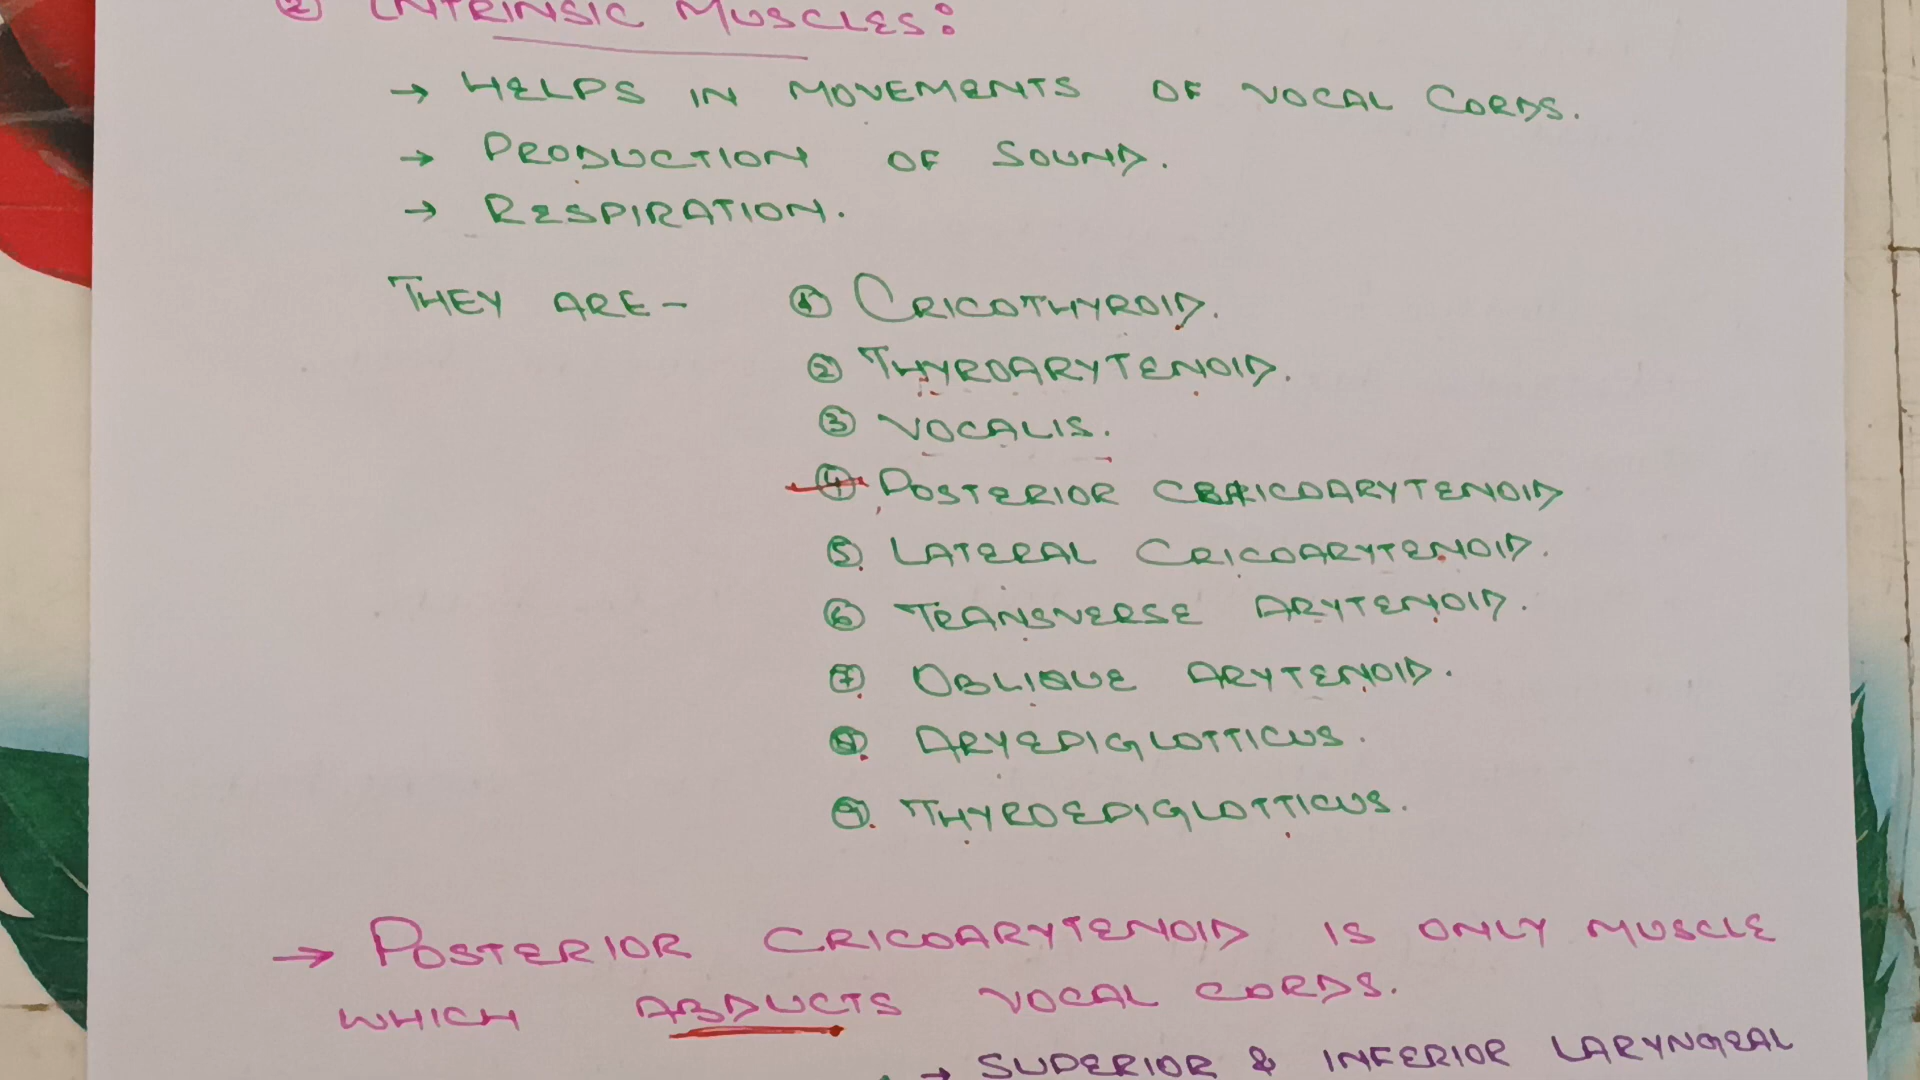 ② INTRINSIC MUSCLES:
→ HELPS IN MOVEMENTS OF VOCAL CORDS.
→ PRODUCTION OF SOUND.
→ RESPIRATION.
THEY ARE - ① CRICOTHYROID.
② THYROARYTENOID.
③ VOCALIS.
④ POSTERIOR CRICOARYTENOID
⑤ LATERAL CRICOARYTENOID.
⑥ TRANSVERSE ARYTENOID.
⑦ OBLIQUE ARYTENOID.
⑧ ARYEPIGLOTTICUS.
⑨ THYROEPIGLOTTICUS.
→ POSTERIOR CRICOARYTENOID IS ONLY MUSCLE
WHICH ABDUCTS VOCAL CORDS.
→ SUPERIOR & INFERIOR LARYNGEAL